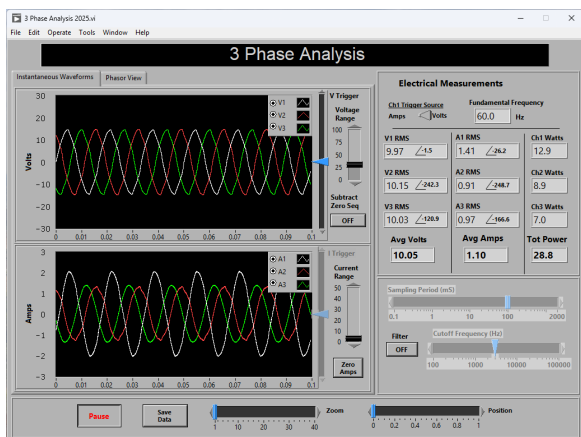 3 Phase Analysis 2025.vi
File Edit Operate Tools Window Help
3 Phase Analysis
Instantaneous Waveforms
Phasor View
30
20
10
0
-10
-20
-30
Volts
0 0.01 0.02 0.03 0.04 0.05 0.06 0.07 0.08 0.09 0.1
V1
V2
V3
V Trigger
Voltage
Range
100
75
50
25
0
Subtract
Zero Seq
OFF
3
2
1
0
-1
-2
-3
Amps
0 0.01 0.02 0.03 0.04 0.05 0.06 0.07 0.08 0.09 0.1
A1
A2
A3
I Trigger
Current
Range
50
40
30
20
10
0
Zero
Amps
Electrical Measurements
Ch1 Trigger Source
Amps Volts
Fundamental Frequency
60.0 Hz
V1 RMS A1 RMS Ch1 Watts
9.97 ∠-1.5 1.41 ∠-26.2 12.9
V2 RMS A2 RMS Ch2 Watts
10.15 ∠-242.3 0.91 ∠-248.7 8.9
V3 RMS A3 RMS Ch3 Watts
10.03 ∠-120.9 0.97 ∠-166.6 7.0
Avg Volts Avg Amps Tot Power
10.05 1.10 28.8
Sampling Period (mS)
0.1 1 10 100 2000
Filter
OFF
Cutoff Frequency (Hz)
100 1000 10000 100000
Pause
Save
Data
Zoom
1 10 20 30 40
Position
0 0.2 0.4 0.6 0.8 1